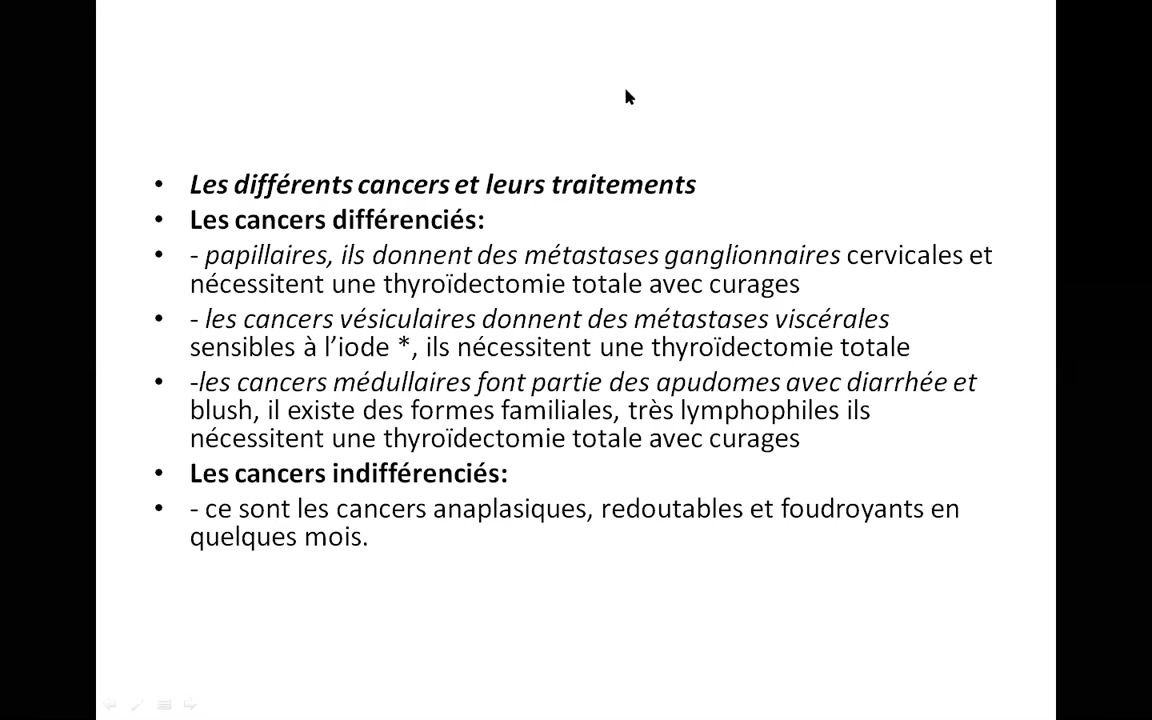 • Les différents cancers et leurs traitements
• Les cancers différenciés:
• - papillaires, ils donnent des métastases ganglionnaires cervicales et
nécessitent une thyroïdectomie totale avec curages
• - les cancers vésiculaires donnent des métastases viscérales
sensibles à l’iode *, ils nécessitent une thyroïdectomie totale
• -les cancers médullaires font partie des apudomes avec diarrhée et
blush, il existe des formes familiales, très lymphophiles ils
nécessitent une thyroïdectomie totale avec curages
• Les cancers indifférenciés:
• - ce sont les cancers anaplasiques, redoutables et foudroyants en
quelques mois.